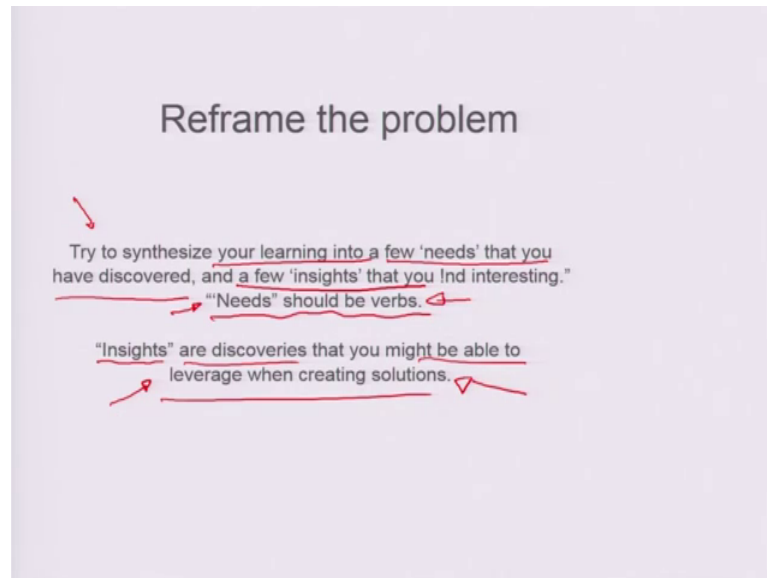 Reframe the problem
Try to synthesize your learning into a few ‘needs’ that you
have discovered, and a few ‘insights’ that you !nd interesting.”
“‘Needs” should be verbs.
“Insights” are discoveries that you might be able to
leverage when creating solutions.